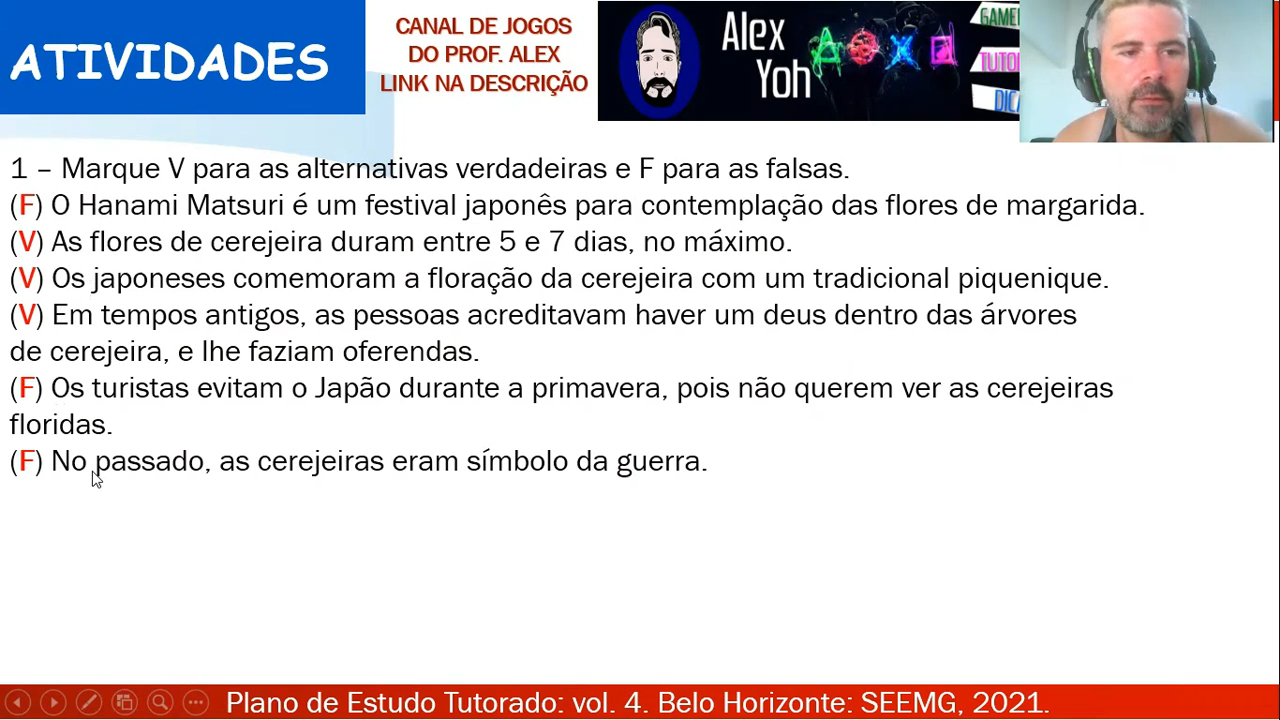 ATIVIDADES
CANAL DE JOGOS
DO PROF. ALEX
LINK NA DESCRIÇÃO
Alex
Yoh
1 – Marque V para as alternativas verdadeiras e F para as falsas.
(F) O Hanami Matsuri é um festival japonês para contemplação das flores de margarida.
(V) As flores de cerejeira duram entre 5 e 7 dias, no máximo.
(V) Os japoneses comemoram a floração da cerejeira com um tradicional piquenique.
(V) Em tempos antigos, as pessoas acreditavam haver um deus dentro das árvores
de cerejeira, e lhe faziam oferendas.
(F) Os turistas evitam o Japão durante a primavera, pois não querem ver as cerejeiras
floridas.
(F) No passado, as cerejeiras eram símbolo da guerra.
Plano de Estudo Tutorado: vol. 4. Belo Horizonte: SEEMG, 2021.